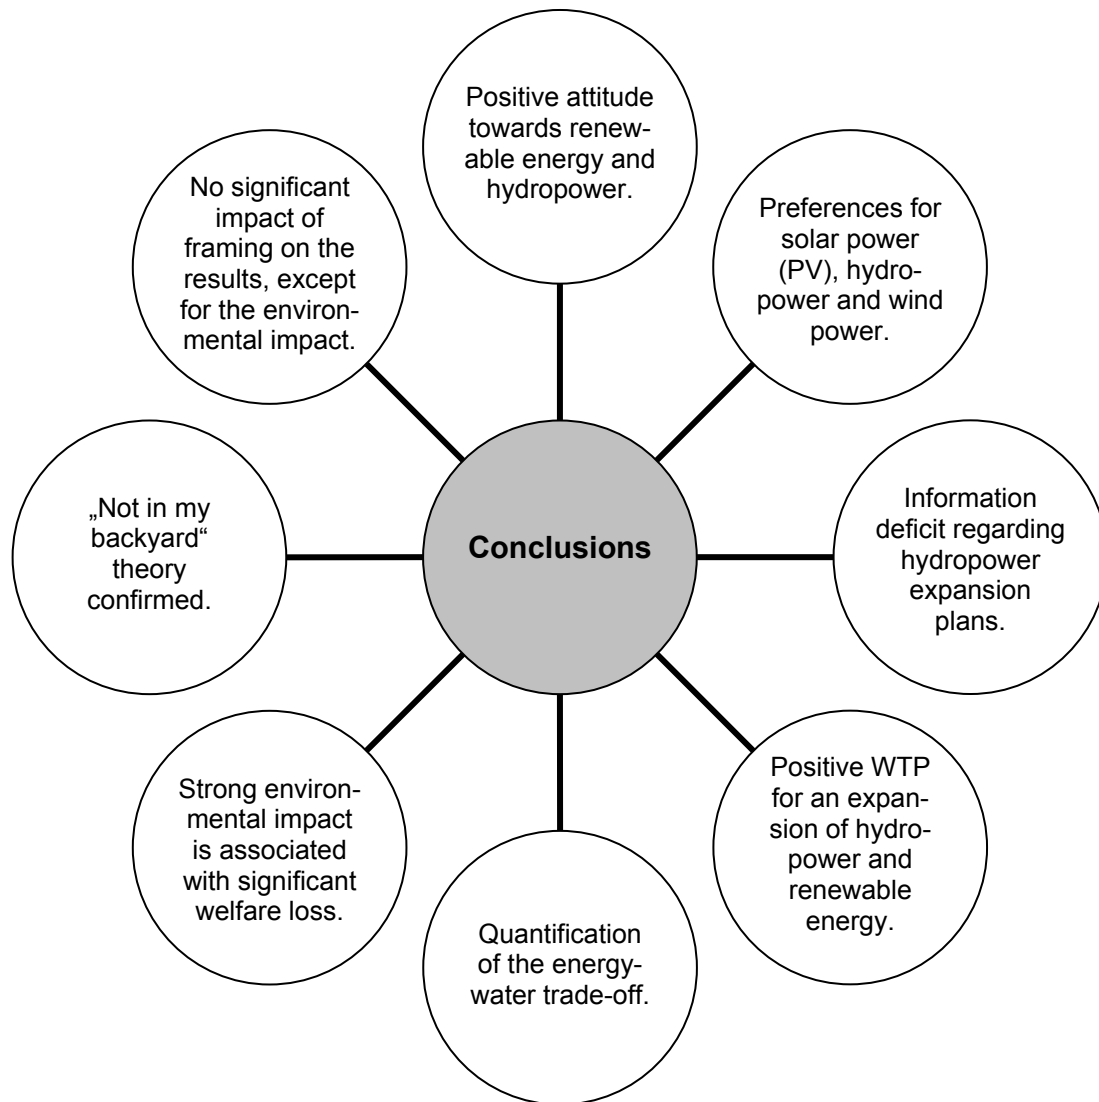 Positive attitude
towards renew-
able energy and
hydropower.
Preferences for
solar power
(PV), hydro-
power and wind
power.
Information
deficit regarding
hydropower
expansion
plans.
Positive WTP
for an expan-
sion of hydro-
power and
renewable
energy.
Quantification
of the energy-
water trade-off.
Strong environ-
mental impact
is associated
with significant
welfare loss.
„Not in my
backyard“
theory
confirmed.
No significant
impact of
framing on the
results, except
for the environ-
mental impact.
Conclusions